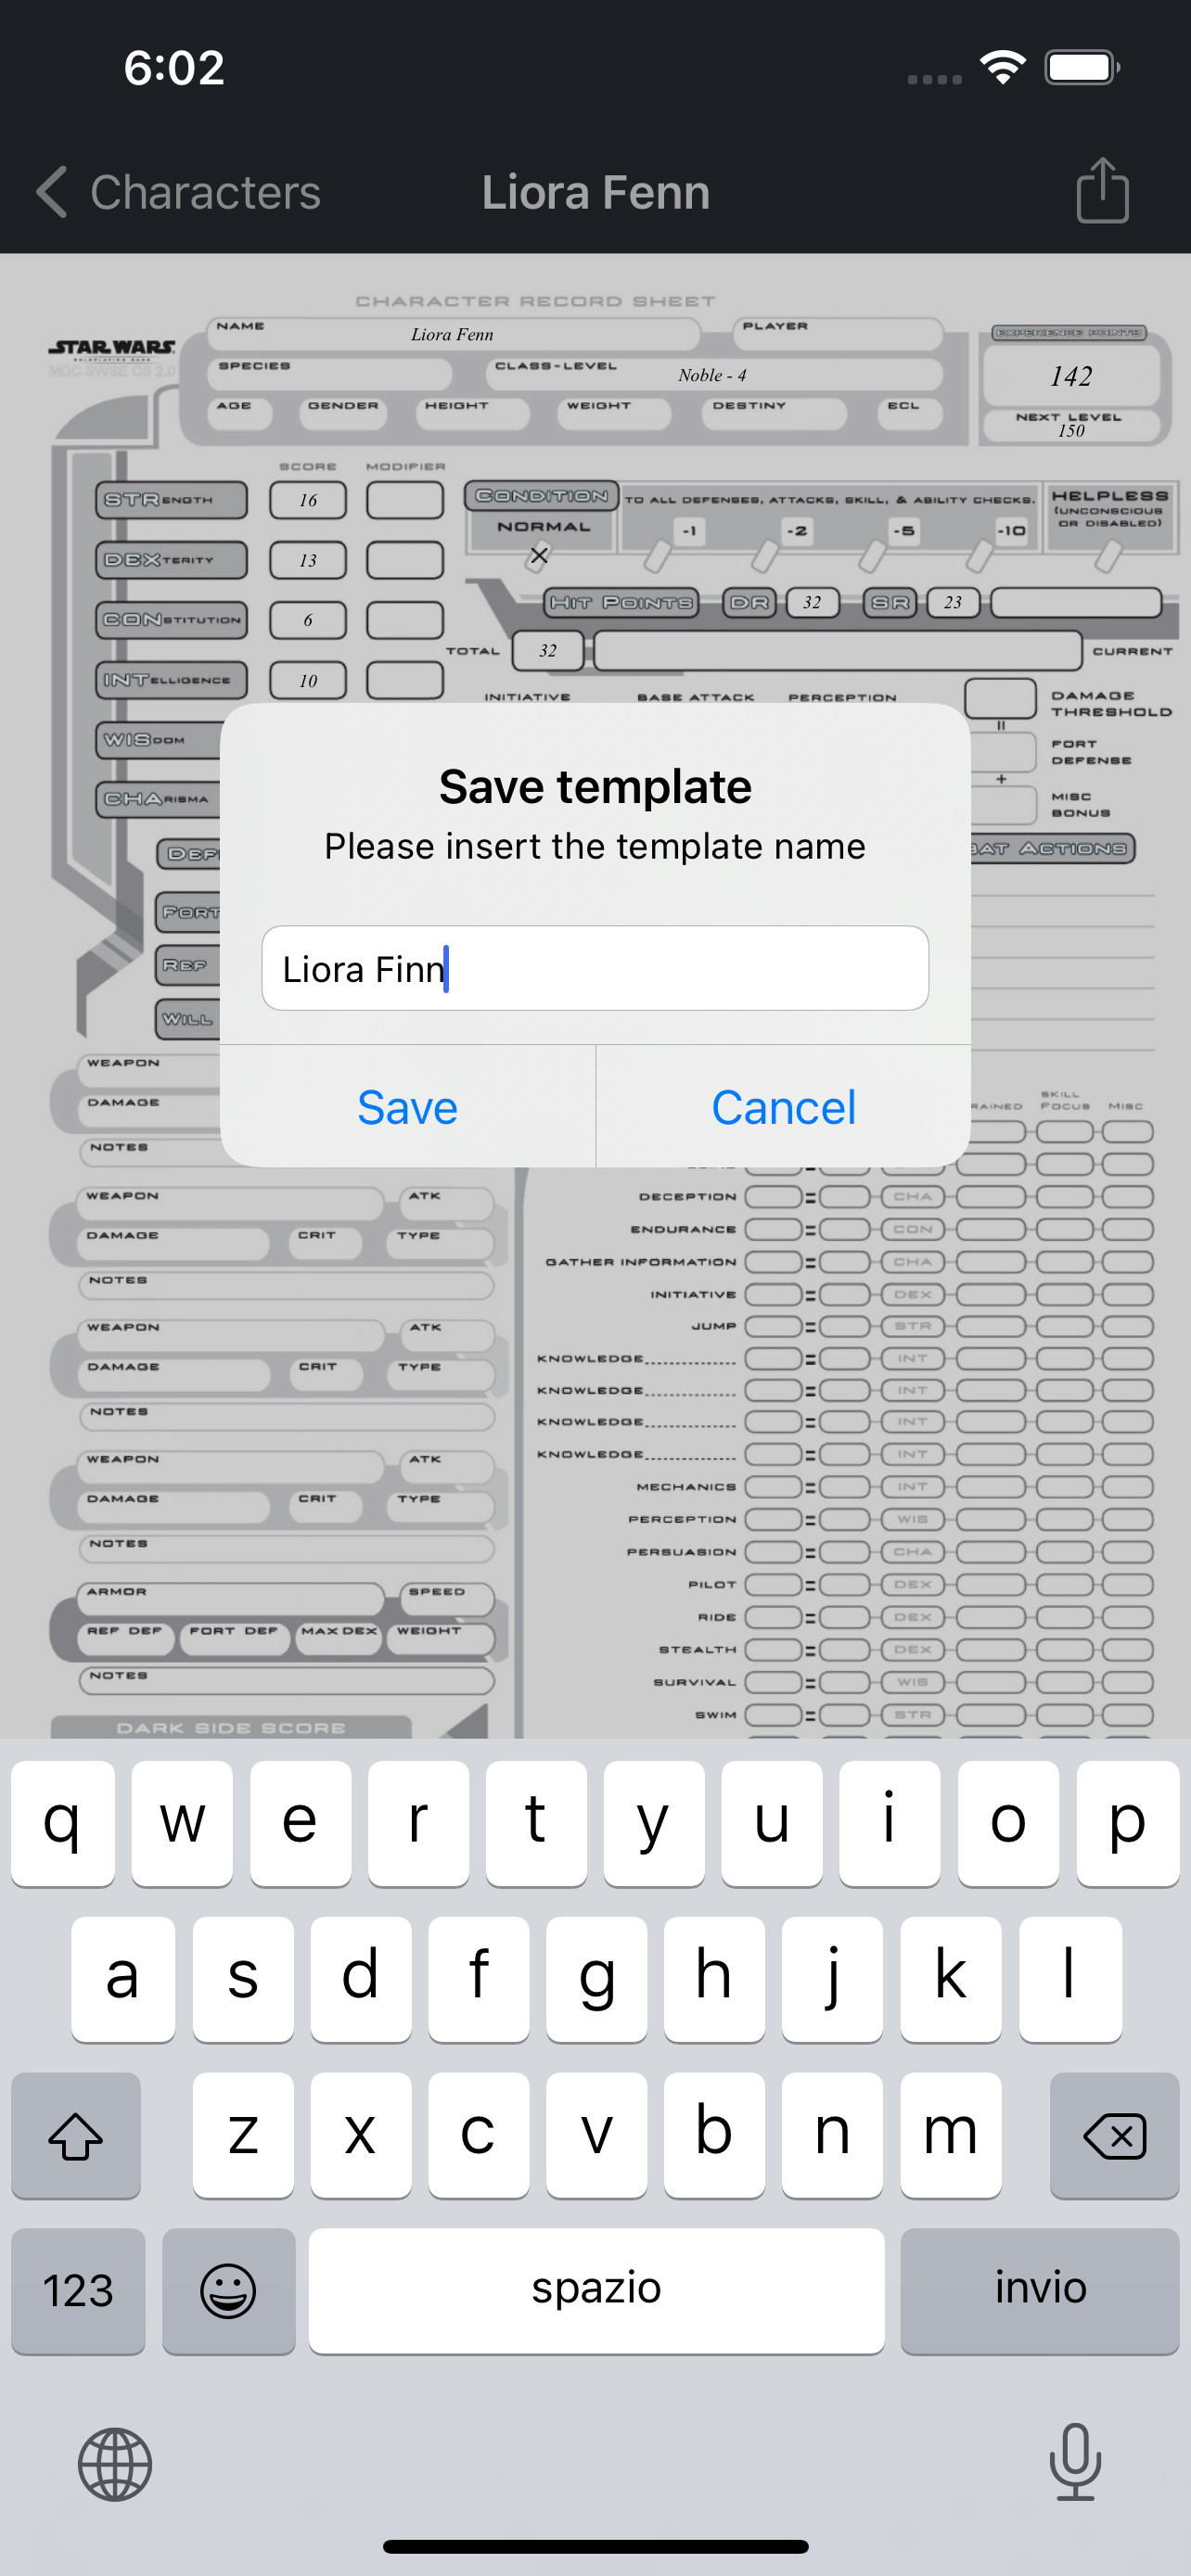 6:02
Characters
Liora Fenn
CHARACTER RECORD SHEET
STAR WARS
ROLEPLAYING GAME
MOC SWSE CS 2.0
NAME Liora Fenn PLAYER
EXPERIENCE POINTS
SPECIES CLASS-LEVEL Noble - 4
142
AGE GENDER HEIGHT WEIGHT DESTINY ECL
NEXT LEVEL
150
SCORE MODIFIER
STRENGTH 16
CONDITION TO ALL DEFENSES, ATTACKS, SKILL, & ABILITY CHECKS.
HELPLESS
(UNCONSCIOUS
OR DISABLED)
NORMAL -1 -2 -5 -10
DEXTERITY 13
HIT POINTS DR 32 SR 23
CONSTITUTION 6
TOTAL 32 CURRENT
INTELLIGENCE 10
INITIATIVE BASE ATTACK PERCEPTION
DAMAGE
THRESHOLD
WISDOM
=
FORT
DEFENSE
+
CHARISMA
MISC
BONUS
DEF
BAT ACTIONS
FORT
REF
WILL
Save template
Please insert the template name
Liora Finn
Save Cancel
WEAPON
DAMAGE
NOTES
RAINED
SKILL
FOCUS
MISC
WEAPON ATK
DAMAGE CRIT TYPE
NOTES
WEAPON ATK
DAMAGE CRIT TYPE
NOTES
WEAPON ATK
DAMAGE CRIT TYPE
NOTES
ARMOR SPEED
REF DEF FORT DEF MAX DEX WEIGHT
NOTES
DARK SIDE SCORE
DECEPTION = CHA
ENDURANCE = CON
GATHER INFORMATION = CHA
INITIATIVE = DEX
JUMP = STR
KNOWLEDGE = INT
KNOWLEDGE = INT
KNOWLEDGE = INT
KNOWLEDGE = INT
MECHANICS = INT
PERCEPTION = WIS
PERSUASION = CHA
PILOT = DEX
RIDE = DEX
STEALTH = DEX
SURVIVAL = WIS
SWIM = STR
q w e r t y u i o p
a s d f g h j k l
z x c v b n m
123 spazio invio